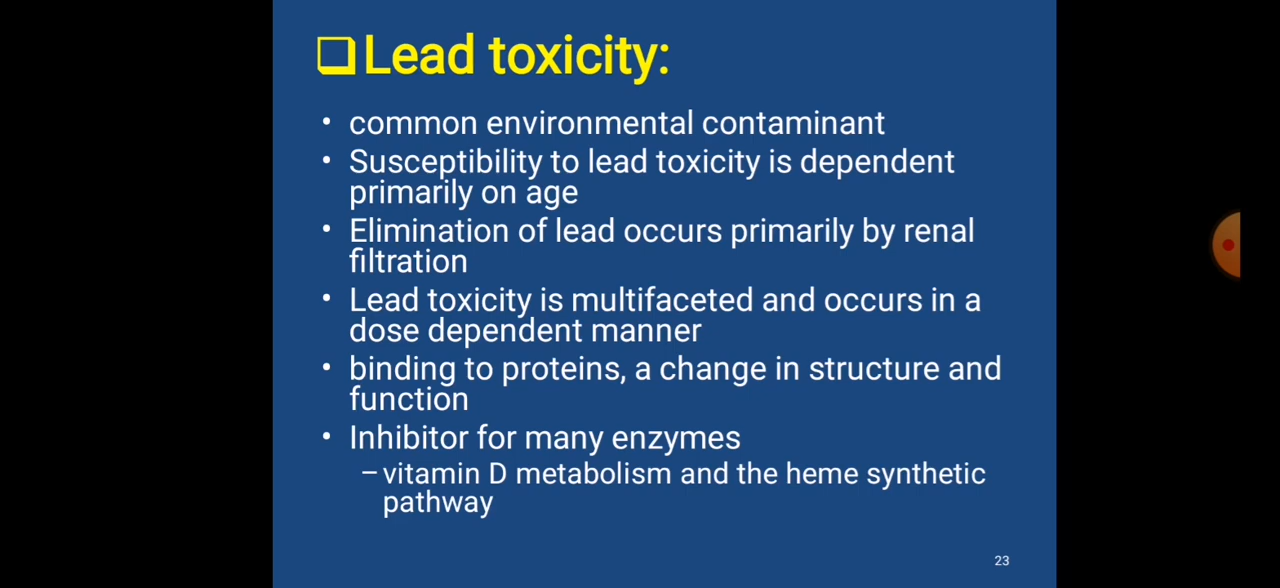 ❑Lead toxicity:
• common environmental contaminant
• Susceptibility to lead toxicity is dependent
primarily on age
• Elimination of lead occurs primarily by renal
filtration
• Lead toxicity is multifaceted and occurs in a
dose dependent manner
• binding to proteins, a change in structure and
function
• Inhibitor for many enzymes
– vitamin D metabolism and the heme synthetic
pathway
23